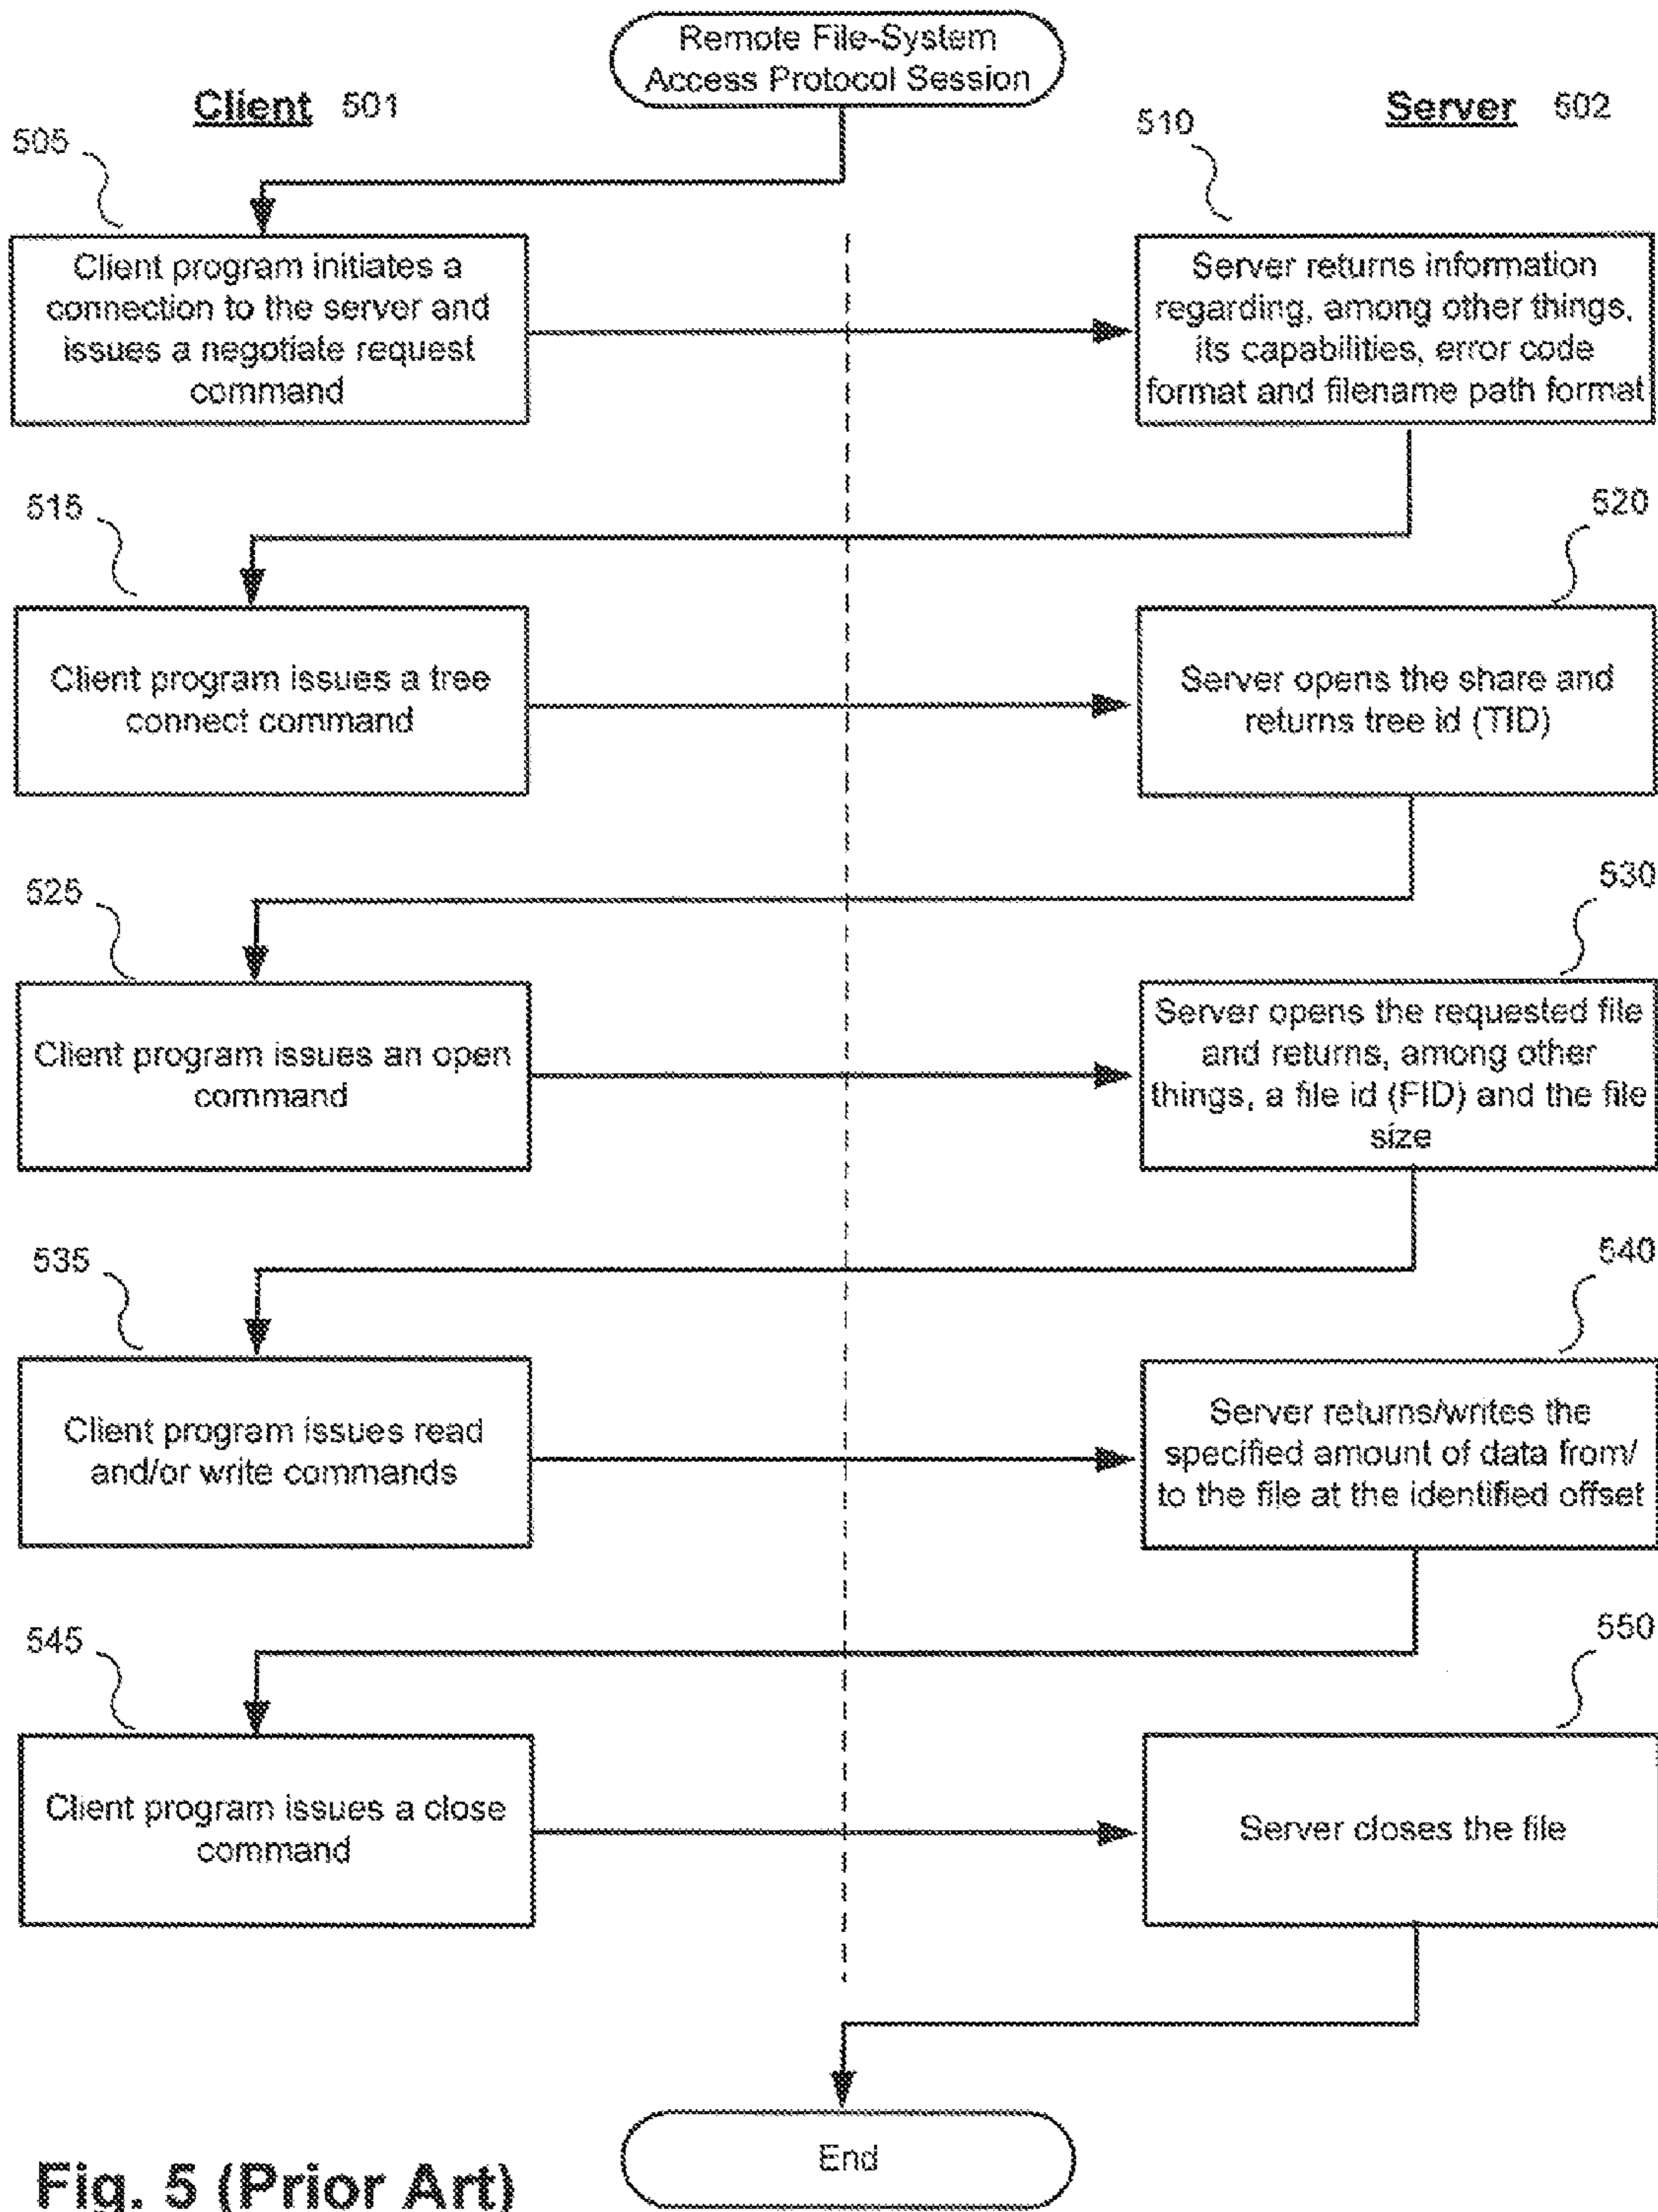 Remote File-System
Access Protocol Session
Client 501
Server 502
505
510
Client program initiates a
connection to the server and
issues a negotiate request
command
Server returns information
regarding, among other things,
its capabilities, error code
format and filename path format
515
520
Client program issues a tree
connect command
Server opens the share and
returns tree id (TID)
525
530
Client program issues an open
command
Server opens the requested file
and returns, among other
things, a file id (FID) and the file
size
535
540
Client program issues read
and/or write commands
Server returns/writes the
specified amount of data from/
to the file at the identified offset
545
550
Client program issues a close
command
Server closes the file
End
Fig. 5 (Prior Art)